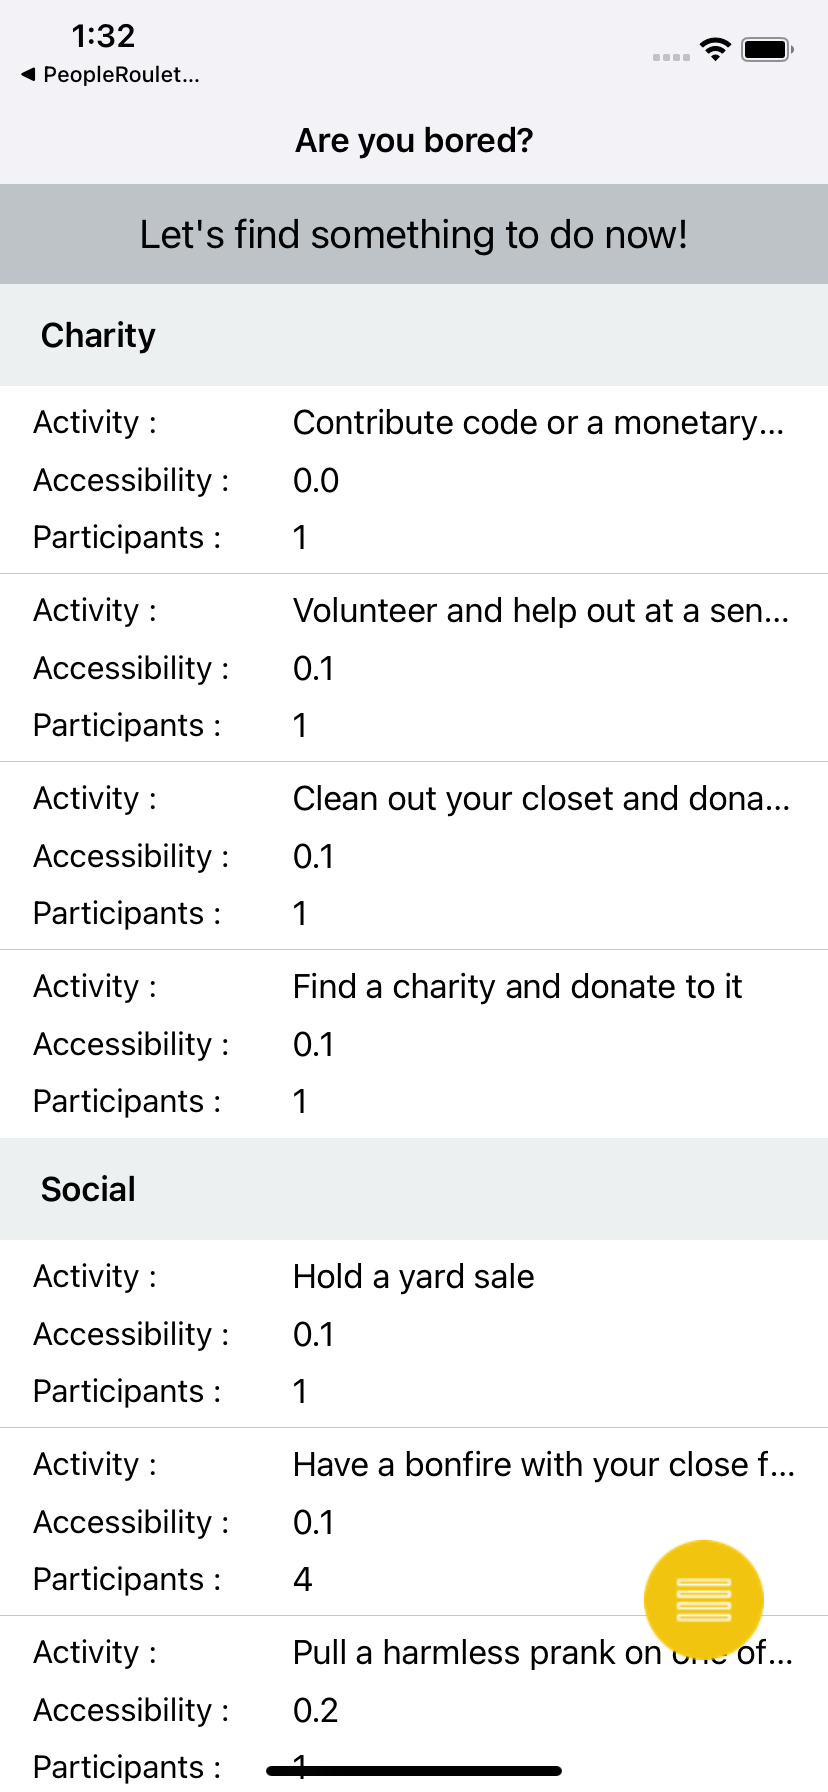 1:32
◀ PeopleRoulet...
Are you bored?
Let's find something to do now!
Charity
Activity : Contribute code or a monetary...
Accessibility : 0.0
Participants : 1
Activity : Volunteer and help out at a sen...
Accessibility : 0.1
Participants : 1
Activity : Clean out your closet and dona...
Accessibility : 0.1
Participants : 1
Activity : Find a charity and donate to it
Accessibility : 0.1
Participants : 1
Social
Activity : Hold a yard sale
Accessibility : 0.1
Participants : 1
Activity : Have a bonfire with your close f...
Accessibility : 0.1
Participants : 4
Activity : Pull a harmless prank on one of...
Accessibility : 0.2
Participants : 1